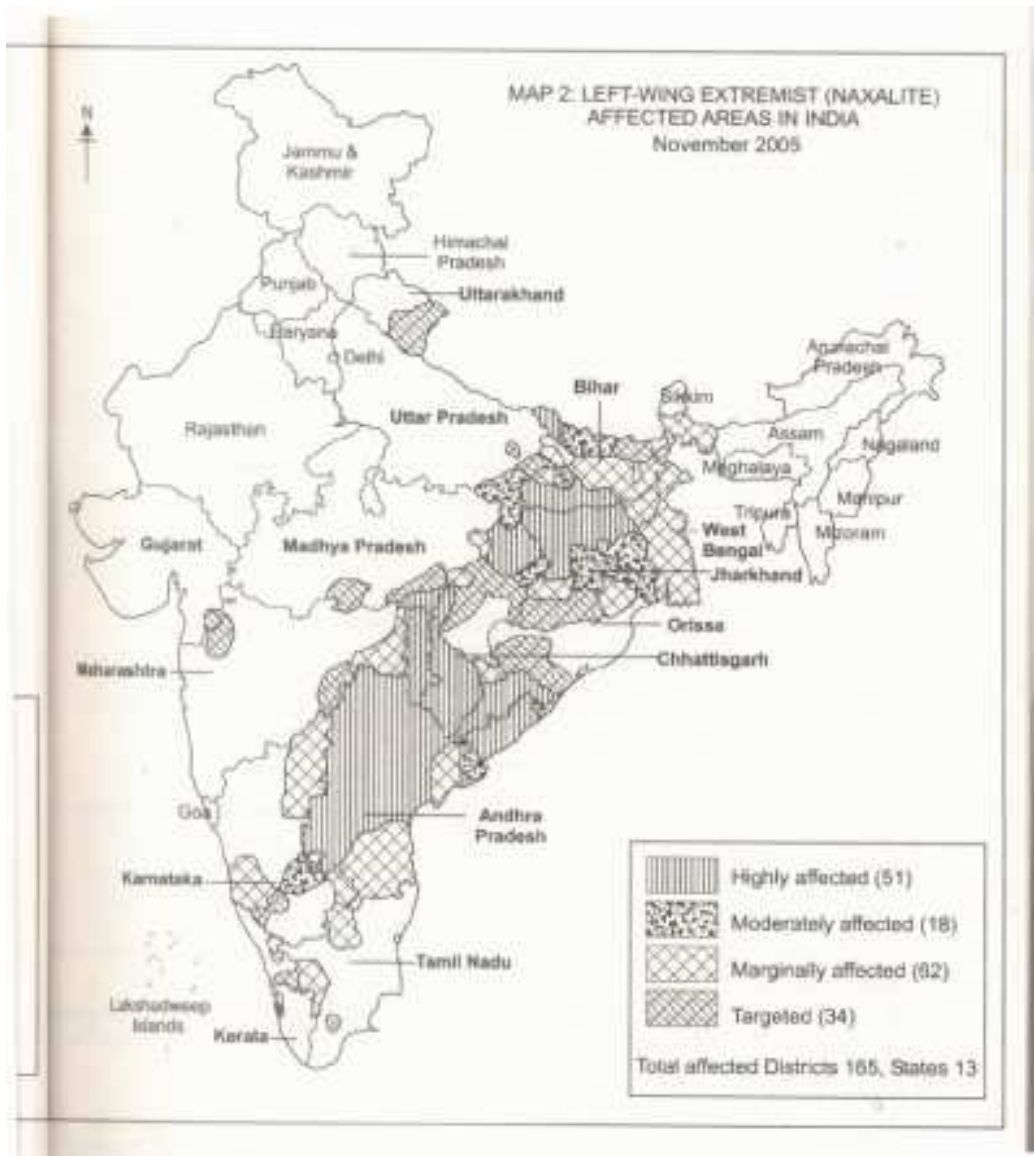 MAP 2: LEFT-WING EXTREMIST (NAXALITE)
AFFECTED AREAS IN INDIA
November 2005
N
Jammu &
Kashmir
Himachal
Pradesh
Punjab
Uttarakhand
Haryana
Delhi
Arunachal
Pradesh
Bihar
Sikkim
Uttar Pradesh
Rajasthan
Assam
Nagaland
Meghalaya
Manipur
Tripura
Mizoram
West
Bengal
Gujarat
Madhya Pradesh
Jharkhand
Orissa
Chhattisgarh
Maharashtra
Goa
Andhra
Pradesh
Karnataka
Tamil Nadu
Lakshadweep
Islands
Kerala
Highly affected (51)
Moderately affected (18)
Marginally affected (62)
Targeted (34)
Total affected Districts 165, States 13